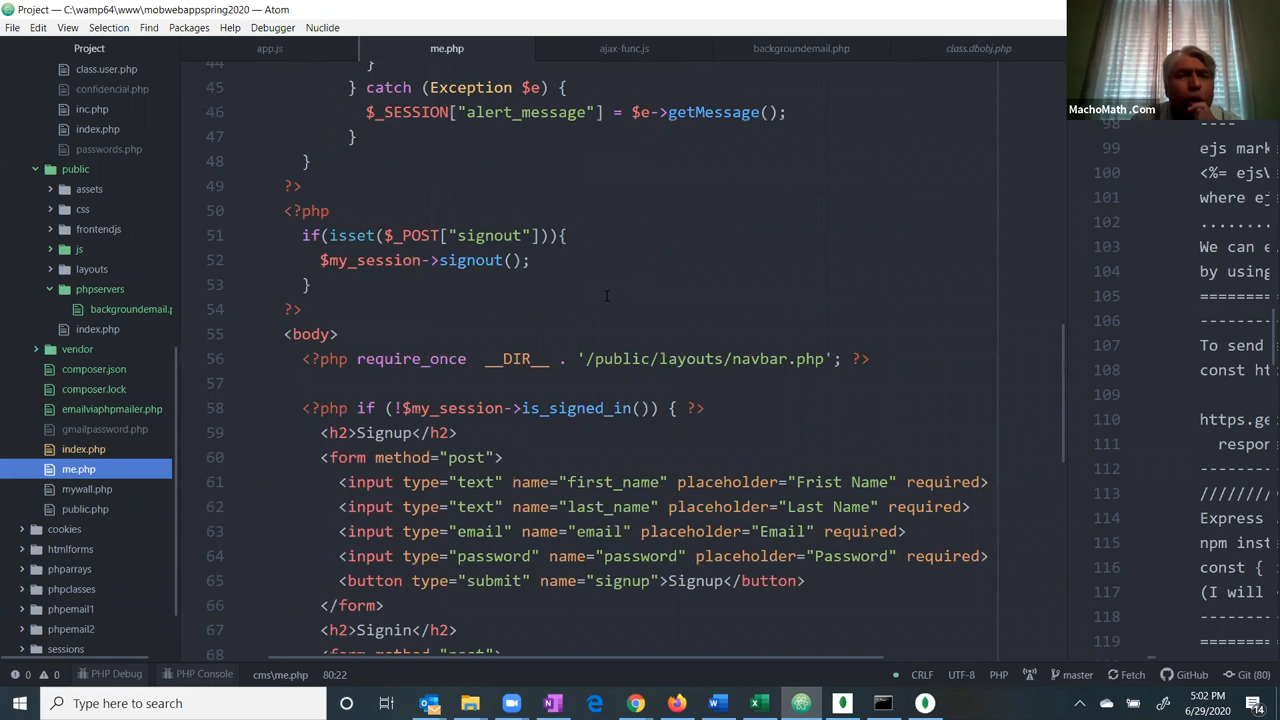 Project — C:\wamp64\www\mobwebappspring2020 — Atom
File Edit View Selection Find Packages Help Debugger Nuclide
Project
app.js
me.php
ajax-func.js
backgroundemail.php
class.dbobj.php
MachoMath .Com
class.user.php
confidencial.php
inc.php
index.php
passwords.php
public
assets
css
frontendjs
js
layouts
phpservers
backgroundemail.p
index.php
vendor
composer.json
composer.lock
emailviaphpmailer.php
gmailpassword.php
index.php
me.php
mywall.php
public.php
cookies
htmlforms
phparrays
phpclasses
phpemail1
phpemail2
sessions
44 }
45 } catch (Exception $e) {
46 $_SESSION["alert_message"] = $e->getMessage();
47 }
48 }
49 ?>
50 <?php
51 if(isset($_POST["signout"])){
52 $my_session->signout();
53 }
54 ?>
55 <body>
56 <?php require_once __DIR__ . '/public/layouts/navbar.php'; ?>
57
58 <?php if (!$my_session->is_signed_in()) { ?>
59 <h2>Signup</h2>
60 <form method="post">
61 <input type="text" name="first_name" placeholder="Frist Name" required>
62 <input type="text" name="last_name" placeholder="Last Name" required>
63 <input type="email" name="email" placeholder="Email" required>
64 <input type="password" name="password" placeholder="Password" required>
65 <button type="submit" name="signup">Signup</button>
66 </form>
67 <h2>Signin</h2>
68 <form method="post">
98 ----
99 ejs mark
100 <%= ejsV
101 where ej
102 ........
103 We can e
104 by using
105 ========
106 --------
107 To send
108 const ht
109
110 https.ge
111 respon
112 --------
113 ////////
114 Express
115 npm inst
116 const {
117 (I will
118 --------
119 ========
0 0 PHP Debug PHP Console cms\me.php 80:22
CRLF UTF-8 PHP master Fetch GitHub Git (80)
Type here to search
5:02 PM
6/29/2020
14